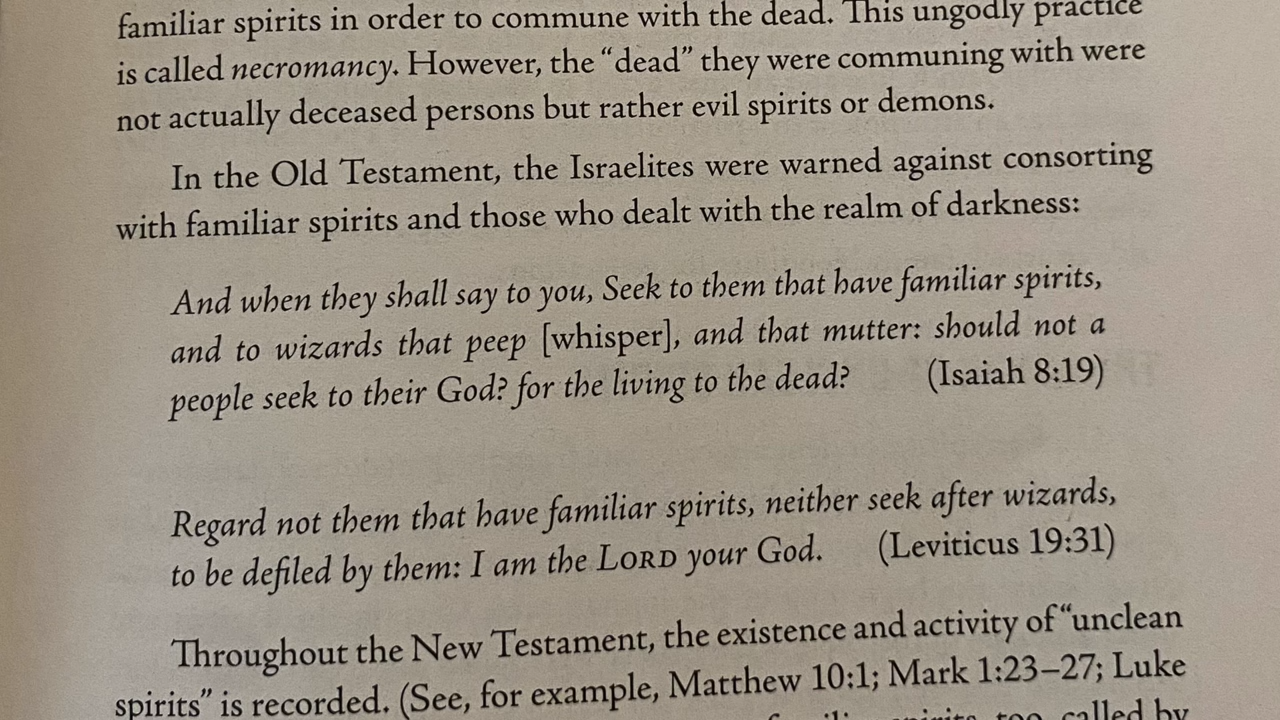 familiar spirits in order to commune with the dead. This ungodly practice
is called necromancy. However, the “dead” they were communing with were
not actually deceased persons but rather evil spirits or demons.
In the Old Testament, the Israelites were warned against consorting
with familiar spirits and those who dealt with the realm of darkness:
And when they shall say to you, Seek to them that have familiar spirits,
and to wizards that peep [whisper], and that mutter: should not a
people seek to their God? for the living to the dead? (Isaiah 8:19)
Regard not them that have familiar spirits, neither seek after wizards,
to be defiled by them: I am the LORD your God. (Leviticus 19:31)
Throughout the New Testament, the existence and activity of “unclean
spirits” is recorded. (See, for example, Matthew 10:1; Mark 1:23–27; Luke
too called by